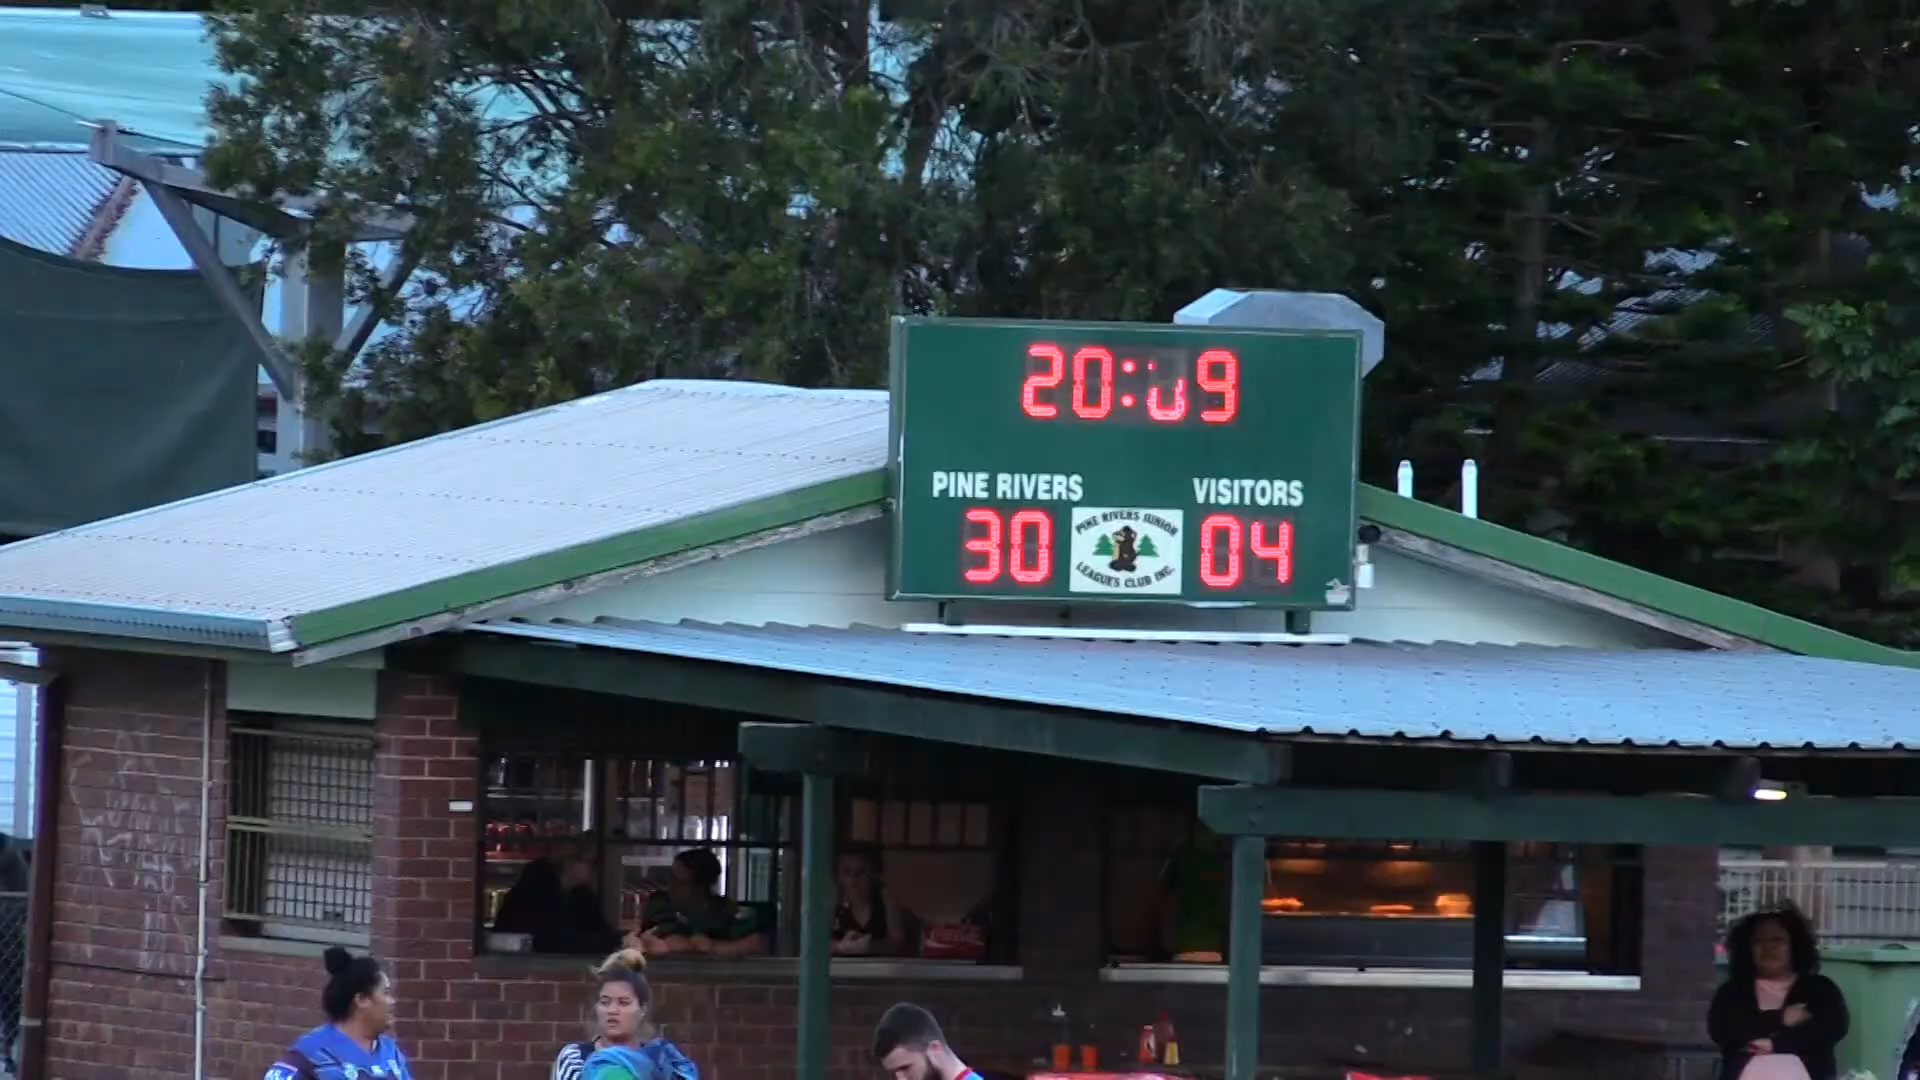 20:09
PINE RIVERS VISITORS
30 04
PINE RIVERS JUNIOR
LEAGUES CLUB INC.